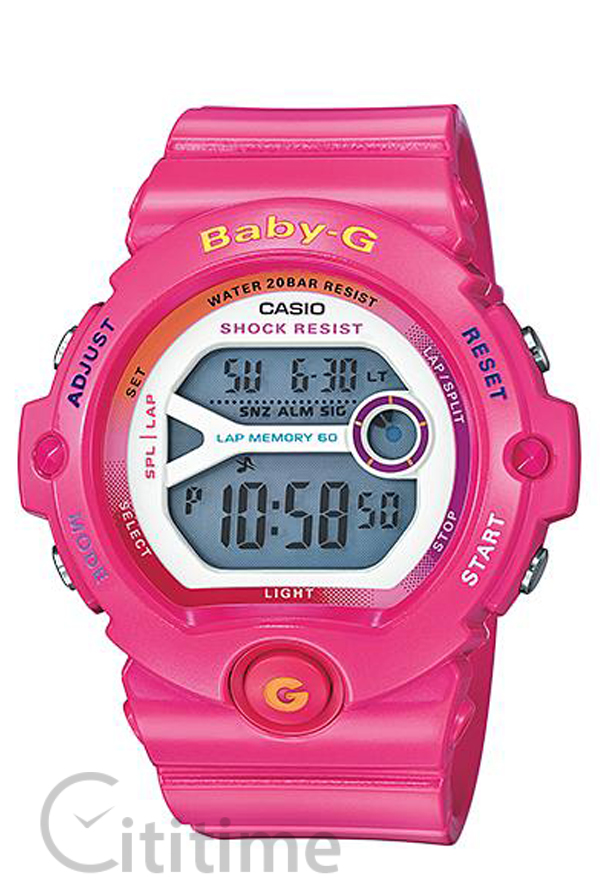 Baby-G
WATER 20BAR RESIST
CASIO
SHOCK RESIST
ADJUST
RESET
SET
LAP/SPLIT
SU 6-30 LT
SNZ ALM SIG
SPL | LAP
LAP MEMORY 60
P 10:58 50
SELECT
STOP
MODE
START
LIGHT
G
Cititime